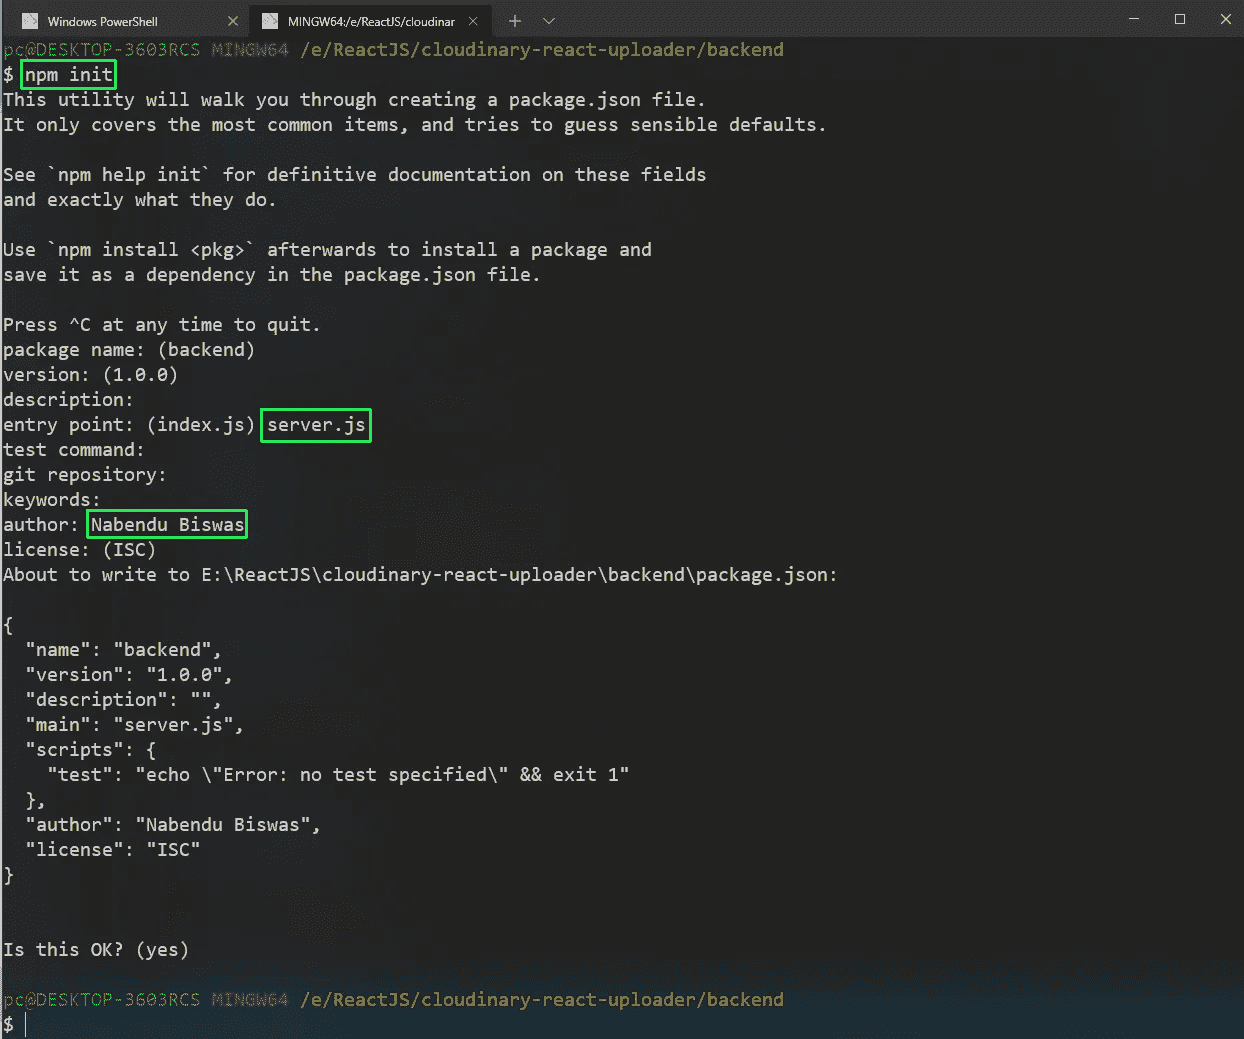 Windows PowerShell
MINGW64:/e/ReactJS/cloudinar
pc@DESKTOP-3603RCS MINGW64 /e/ReactJS/cloudinary-react-uploader/backend
$ npm init
This utility will walk you through creating a package.json file.
It only covers the most common items, and tries to guess sensible defaults.
See `npm help init` for definitive documentation on these fields
and exactly what they do.
Use `npm install <pkg>` afterwards to install a package and
save it as a dependency in the package.json file.
Press ^C at any time to quit.
package name: (backend)
version: (1.0.0)
description:
entry point: (index.js) server.js
test command:
git repository:
keywords:
author: Nabendu Biswas
license: (ISC)
About to write to E:\ReactJS\cloudinary-react-uploader\backend\package.json:
{
  "name": "backend",
  "version": "1.0.0",
  "description": "",
  "main": "server.js",
  "scripts": {
    "test": "echo \"Error: no test specified\" && exit 1"
  },
  "author": "Nabendu Biswas",
  "license": "ISC"
}
Is this OK? (yes)
pc@DESKTOP-3603RCS MINGW64 /e/ReactJS/cloudinary-react-uploader/backend
$